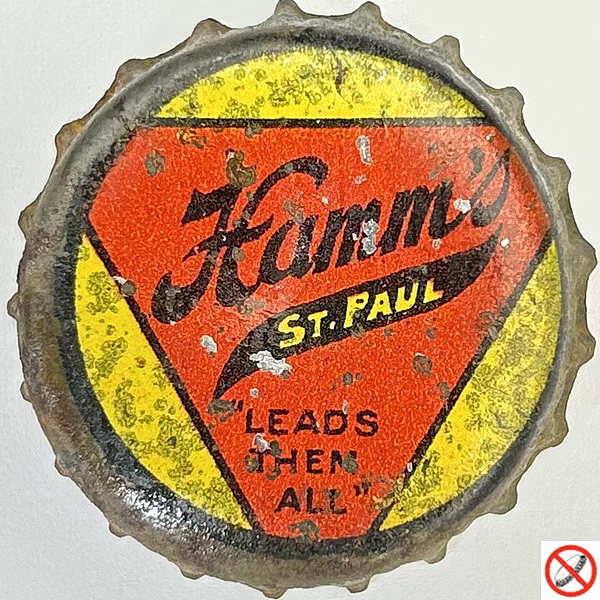 Hamm's
ST. PAUL
"LEADS
THEM
ALL"